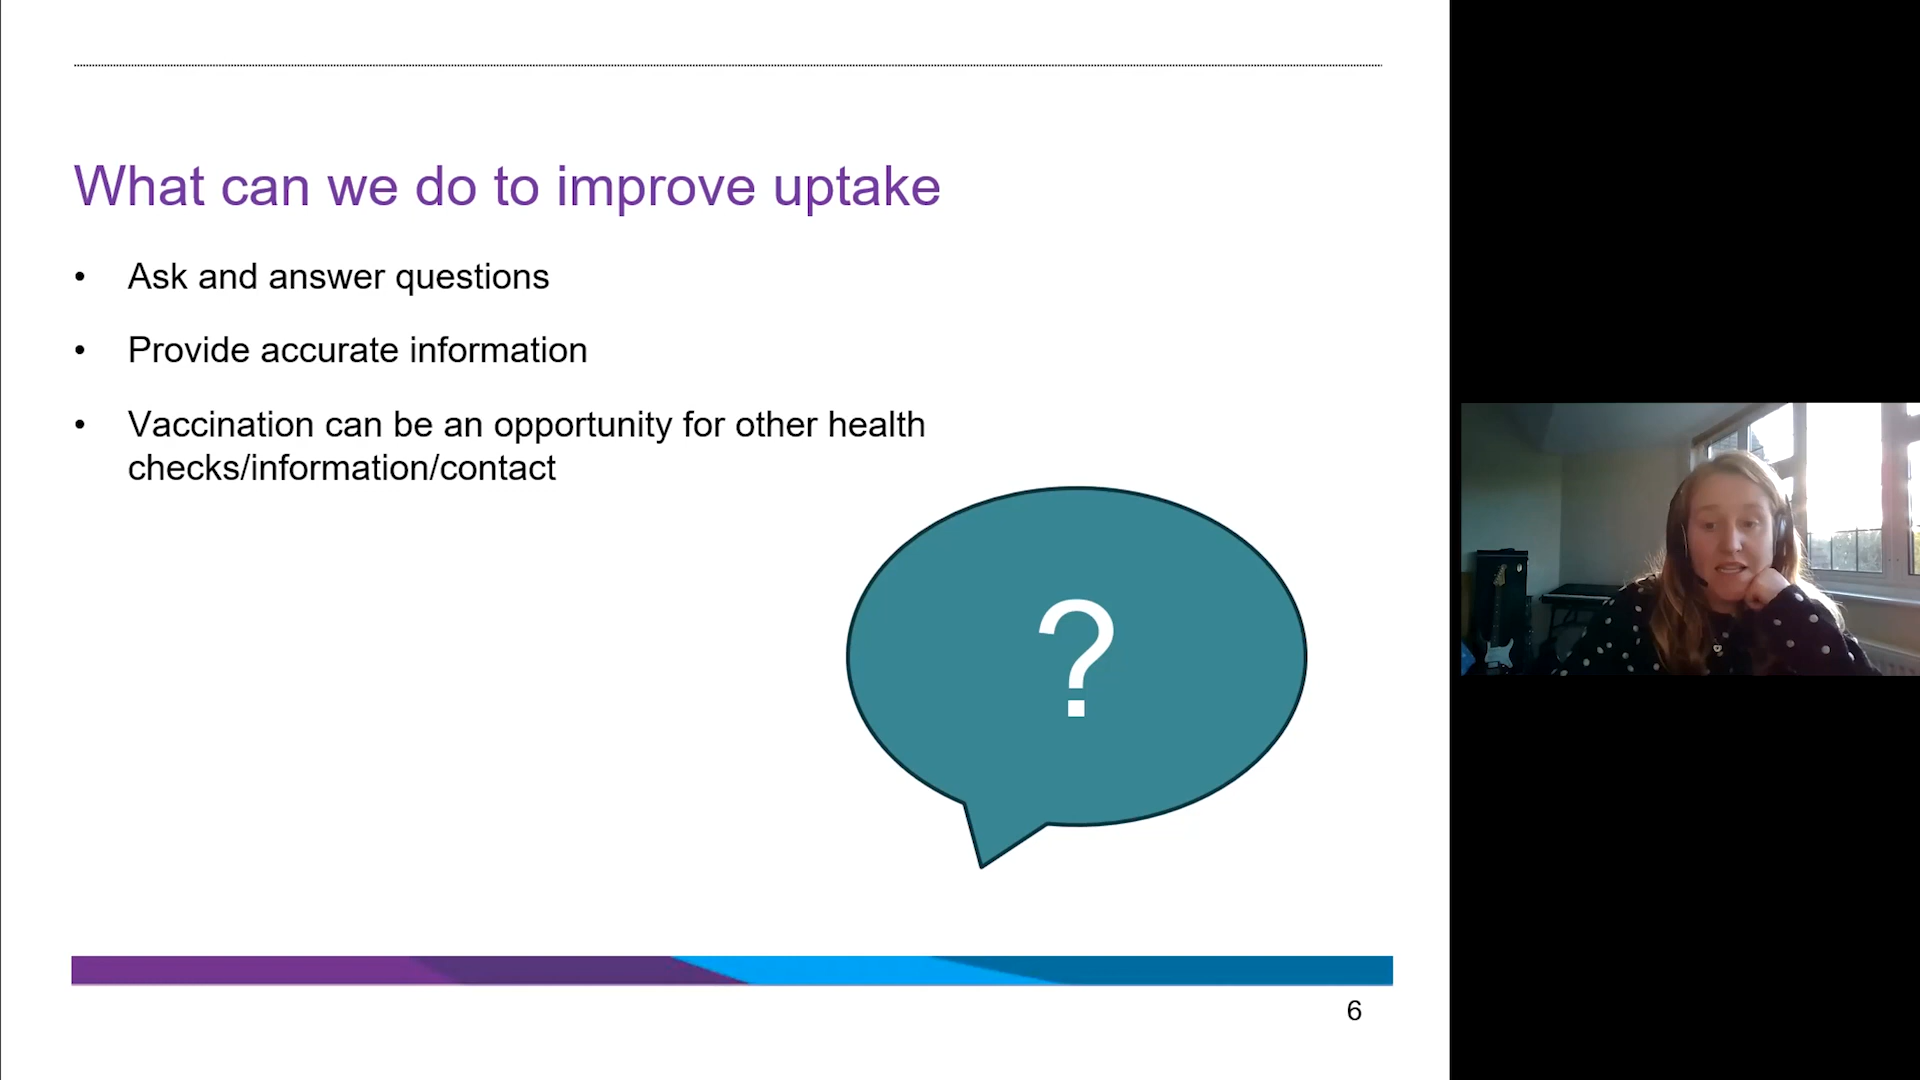 What can we do to improve uptake
• Ask and answer questions
• Provide accurate information
• Vaccination can be an opportunity for other health
checks/information/contact
?
6